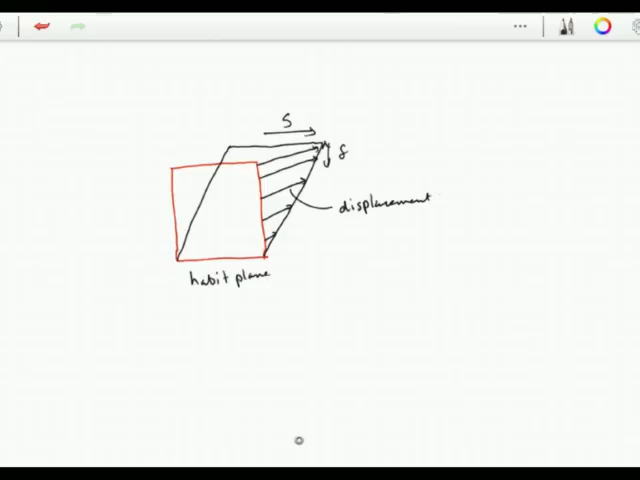 S
δ
displacement
habit plane